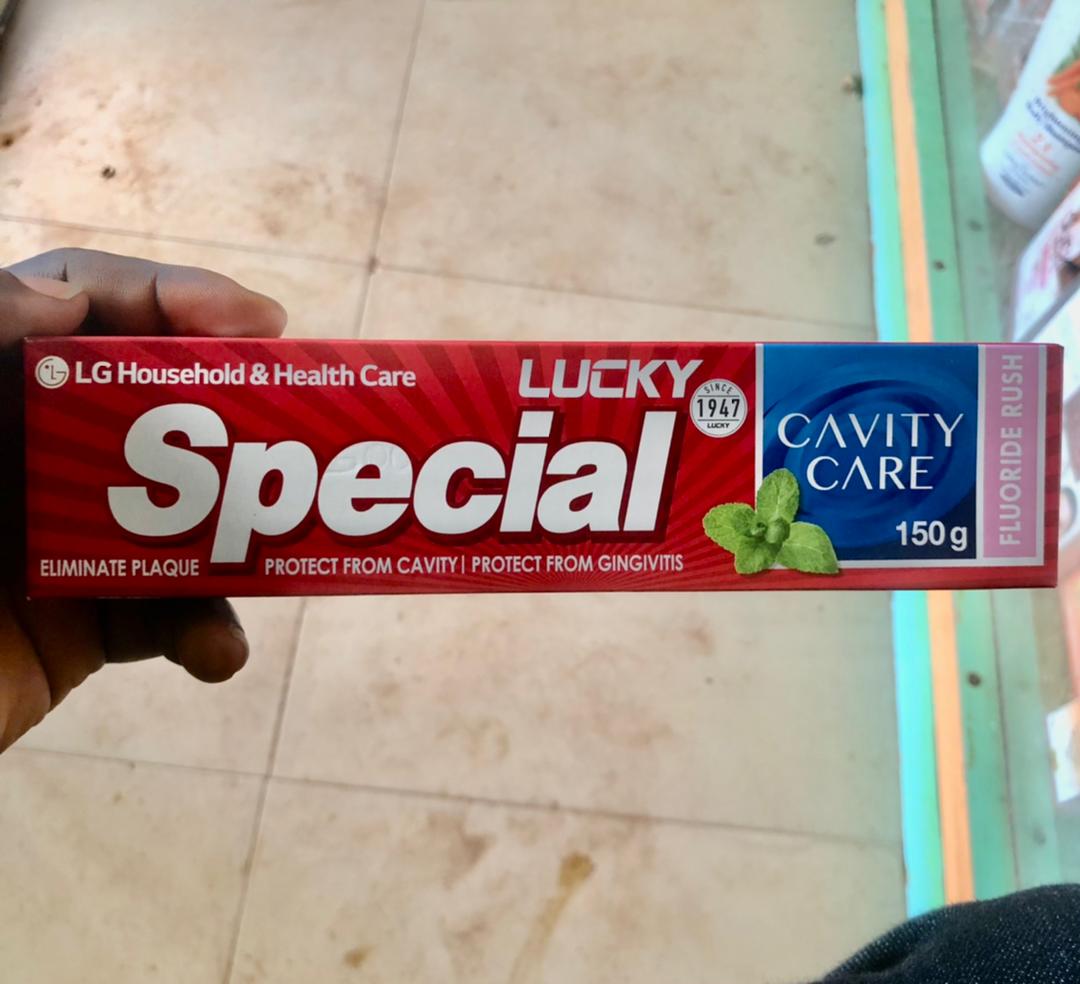 LG Household & Health Care
LUCKY
Special
SINCE
1947
LUCKY
ELIMINATE PLAQUE
PROTECT FROM CAVITY| PROTECT FROM GINGIVITIS
CAVITY
CARE
150g
FLUORIDE RUSH